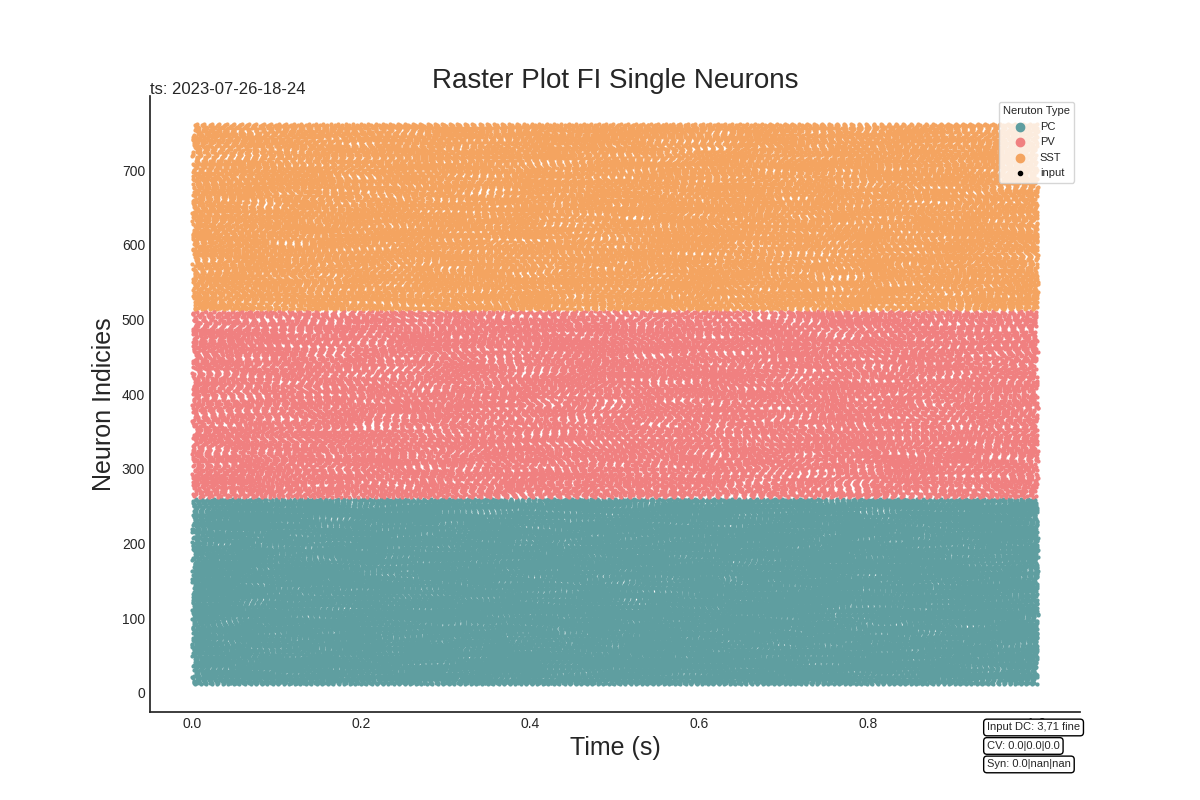 Raster Plot FI Single Neurons
ts: 2023-07-26-18-24
Neruton Type
PC
PV
SST
input
Neuron Indicies
700
600
500
400
300
200
100
0
0.0 0.2 0.4 0.6 0.8
Time (s)
Input DC: 3,71 fine
CV: 0.0|0.0|0.0
Syn: 0.0|nan|nan